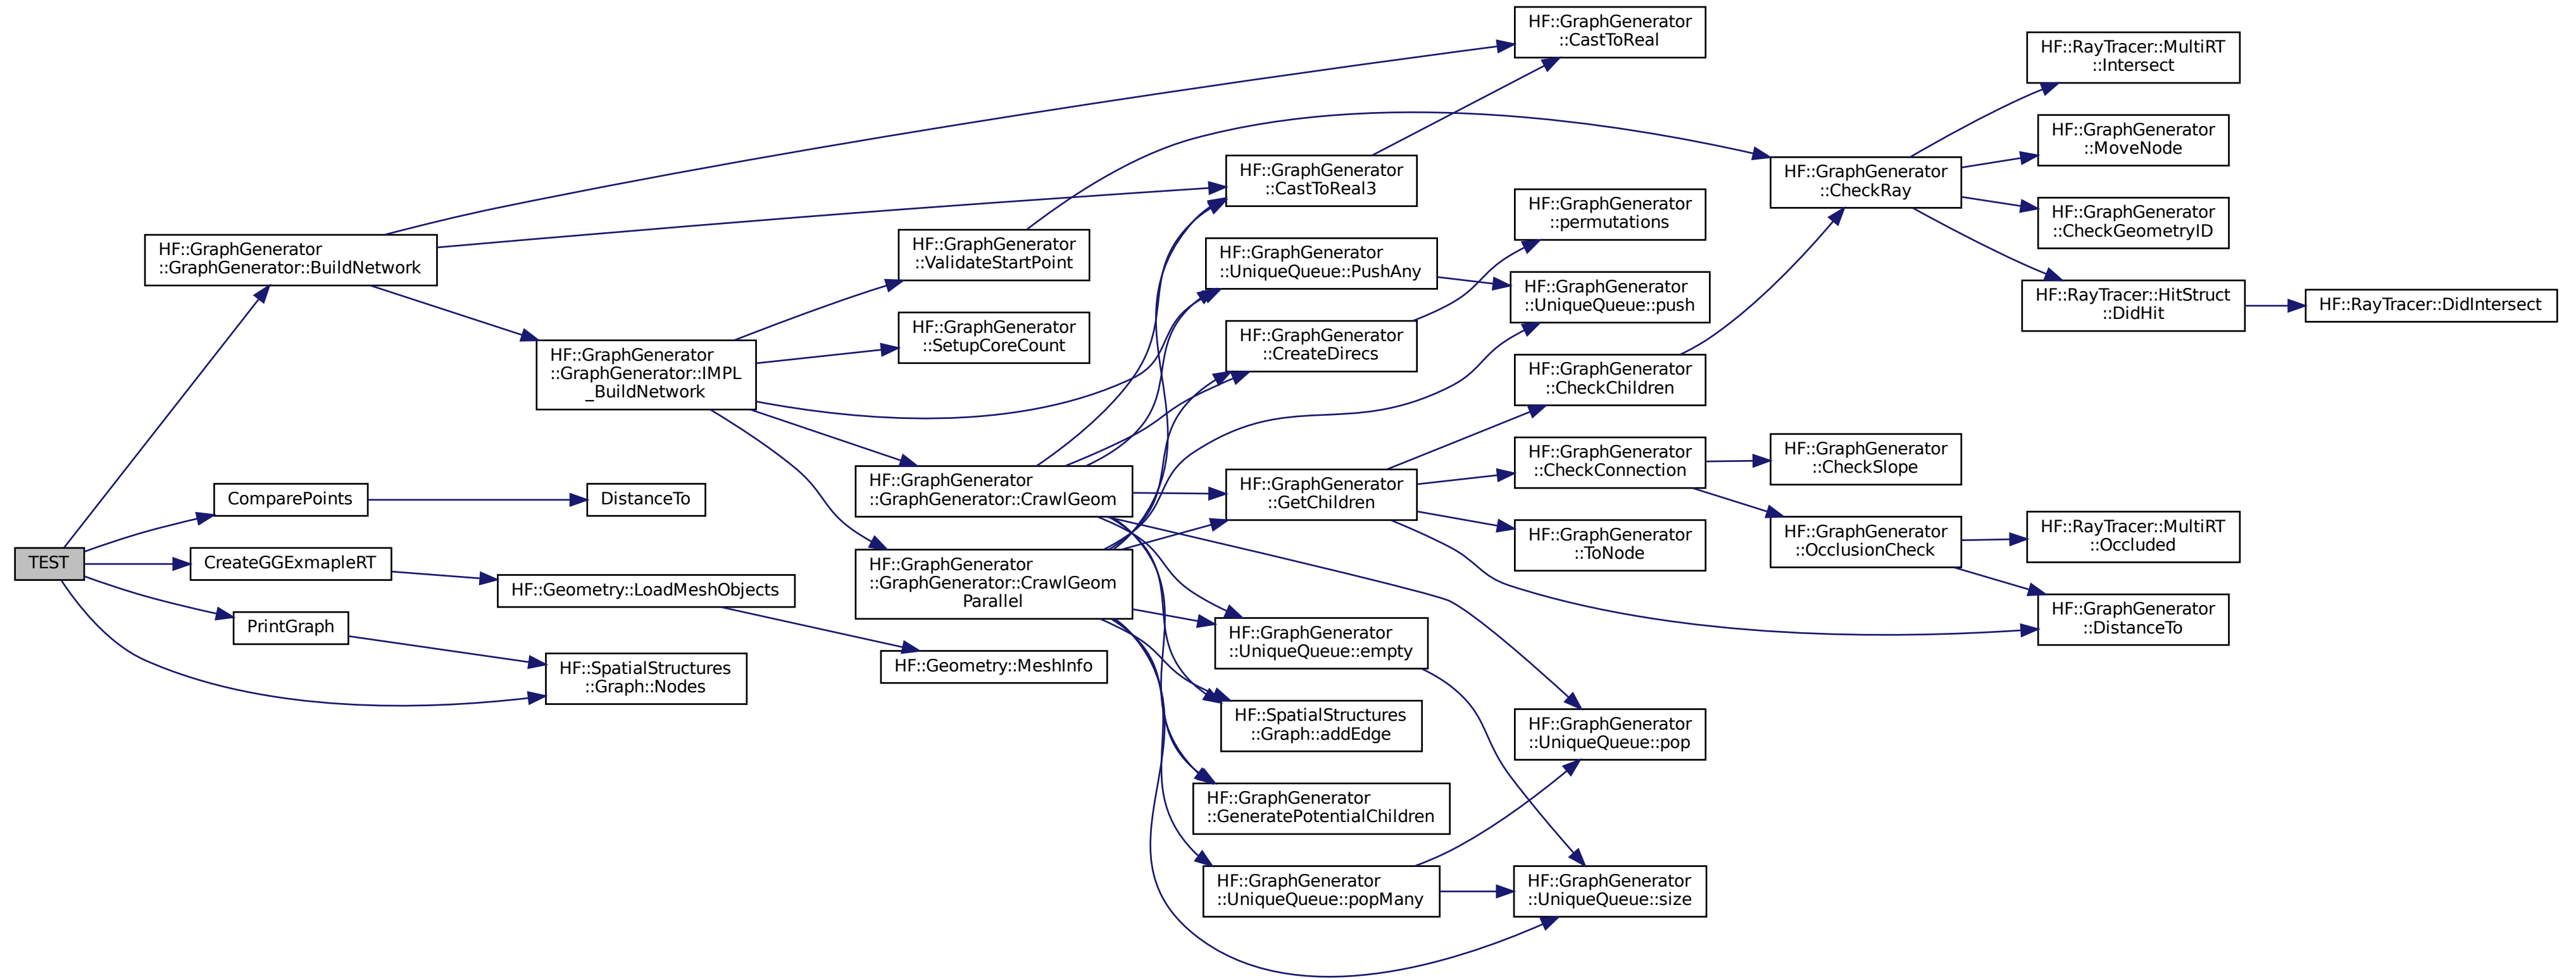 TEST
HF::GraphGenerator
::GraphGenerator::BuildNetwork
ComparePoints
CreateGGExmapleRT
PrintGraph
HF::GraphGenerator
::GraphGenerator::IMPL
_BuildNetwork
DistanceTo
HF::Geometry::LoadMeshObjects
HF::SpatialStructures
::Graph::Nodes
HF::GraphGenerator
::ValidateStartPoint
HF::GraphGenerator
::SetupCoreCount
HF::GraphGenerator
::GraphGenerator::CrawlGeom
HF::GraphGenerator
::GraphGenerator::CrawlGeom
Parallel
HF::Geometry::MeshInfo
HF::GraphGenerator
::CastToReal3
HF::GraphGenerator
::UniqueQueue::PushAny
HF::GraphGenerator
::CreateDirecs
HF::GraphGenerator
::GetChildren
HF::GraphGenerator
::UniqueQueue::empty
HF::SpatialStructures
::Graph::addEdge
HF::GraphGenerator
::GeneratePotentialChildren
HF::GraphGenerator
::UniqueQueue::popMany
HF::GraphGenerator
::CastToReal
HF::GraphGenerator
::permutations
HF::GraphGenerator
::UniqueQueue::push
HF::GraphGenerator
::CheckChildren
HF::GraphGenerator
::CheckConnection
HF::GraphGenerator
::ToNode
HF::GraphGenerator
::UniqueQueue::pop
HF::GraphGenerator
::UniqueQueue::size
HF::GraphGenerator
::CheckRay
HF::GraphGenerator
::CheckSlope
HF::GraphGenerator
::OcclusionCheck
HF::RayTracer::MultiRT
::Intersect
HF::GraphGenerator
::MoveNode
HF::GraphGenerator
::CheckGeometryID
HF::RayTracer::HitStruct
::DidHit
HF::RayTracer::MultiRT
::Occluded
HF::GraphGenerator
::DistanceTo
HF::RayTracer::DidIntersect